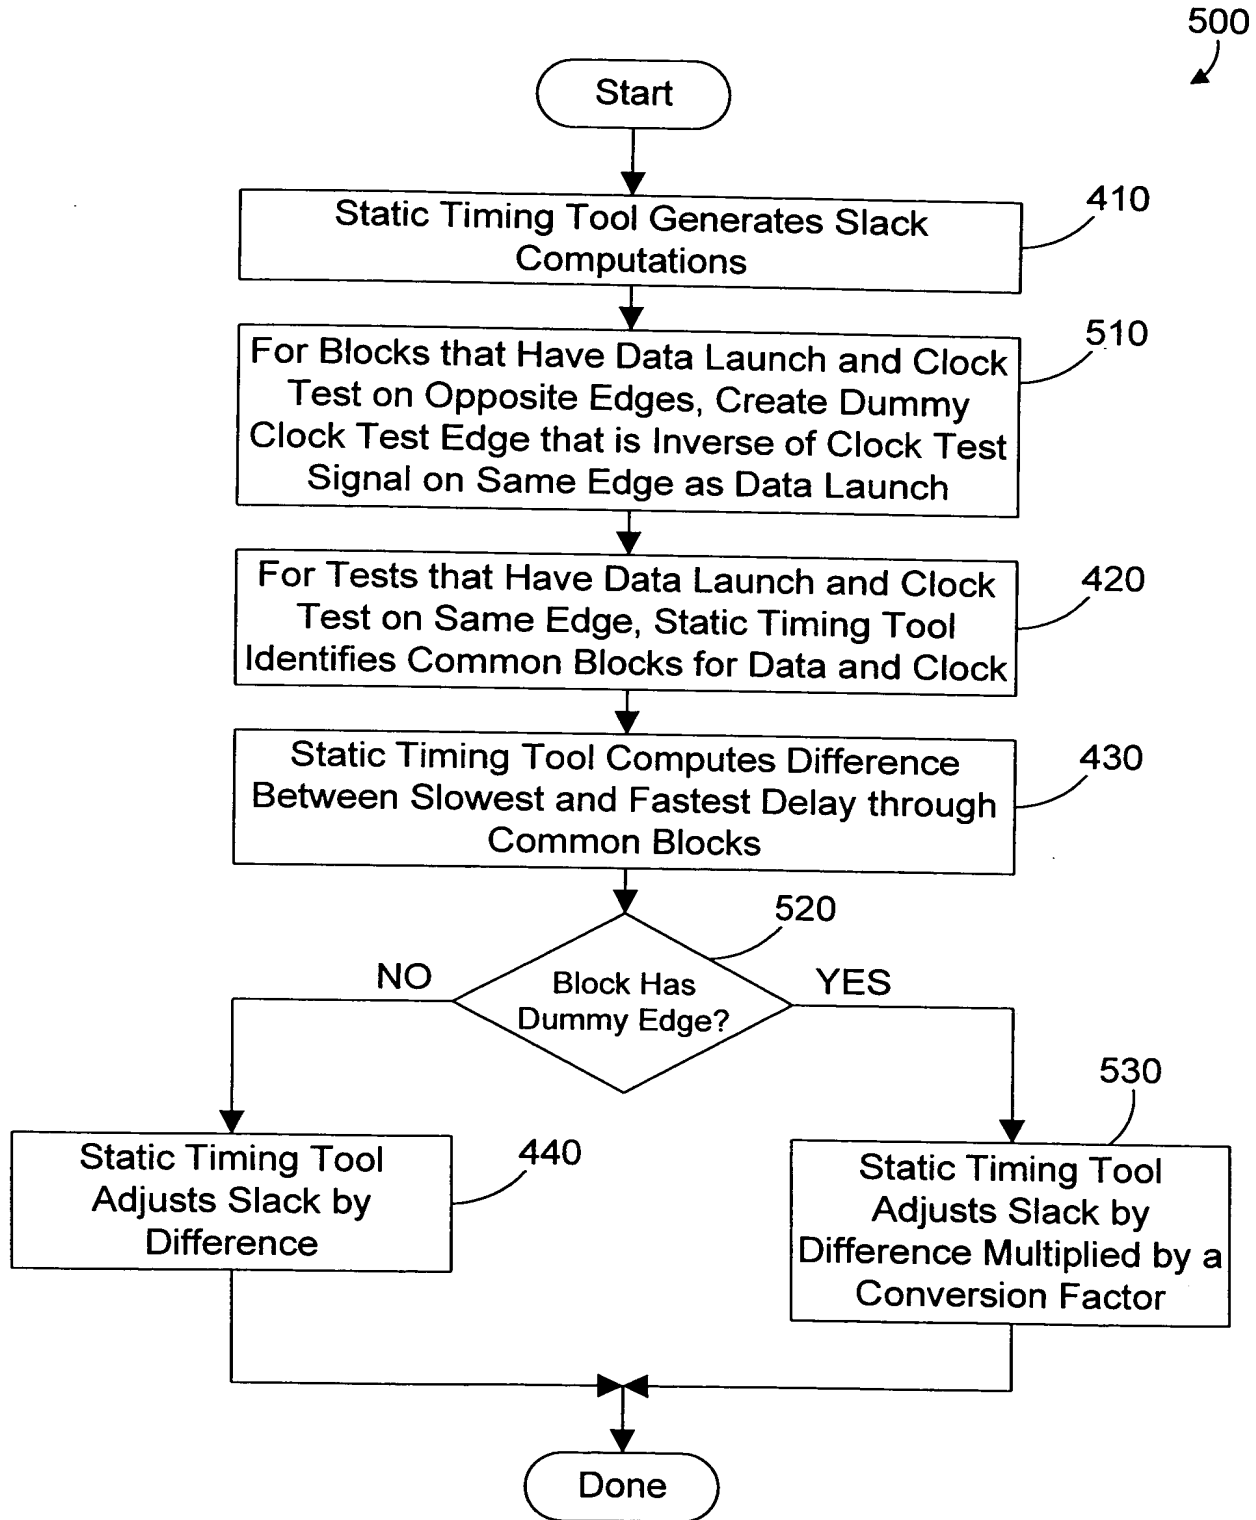 500
Start
Static Timing Tool Generates Slack
Computations
410
For Blocks that Have Data Launch and Clock
Test on Opposite Edges, Create Dummy
Clock Test Edge that is Inverse of Clock Test
Signal on Same Edge as Data Launch
510
For Tests that Have Data Launch and Clock
Test on Same Edge, Static Timing Tool
Identifies Common Blocks for Data and Clock
420
Static Timing Tool Computes Difference
Between Slowest and Fastest Delay through
Common Blocks
430
520
Block Has
Dummy Edge?
NO
YES
Static Timing Tool
Adjusts Slack by
Difference
440
530
Static Timing Tool
Adjusts Slack by
Difference Multiplied by a
Conversion Factor
Done